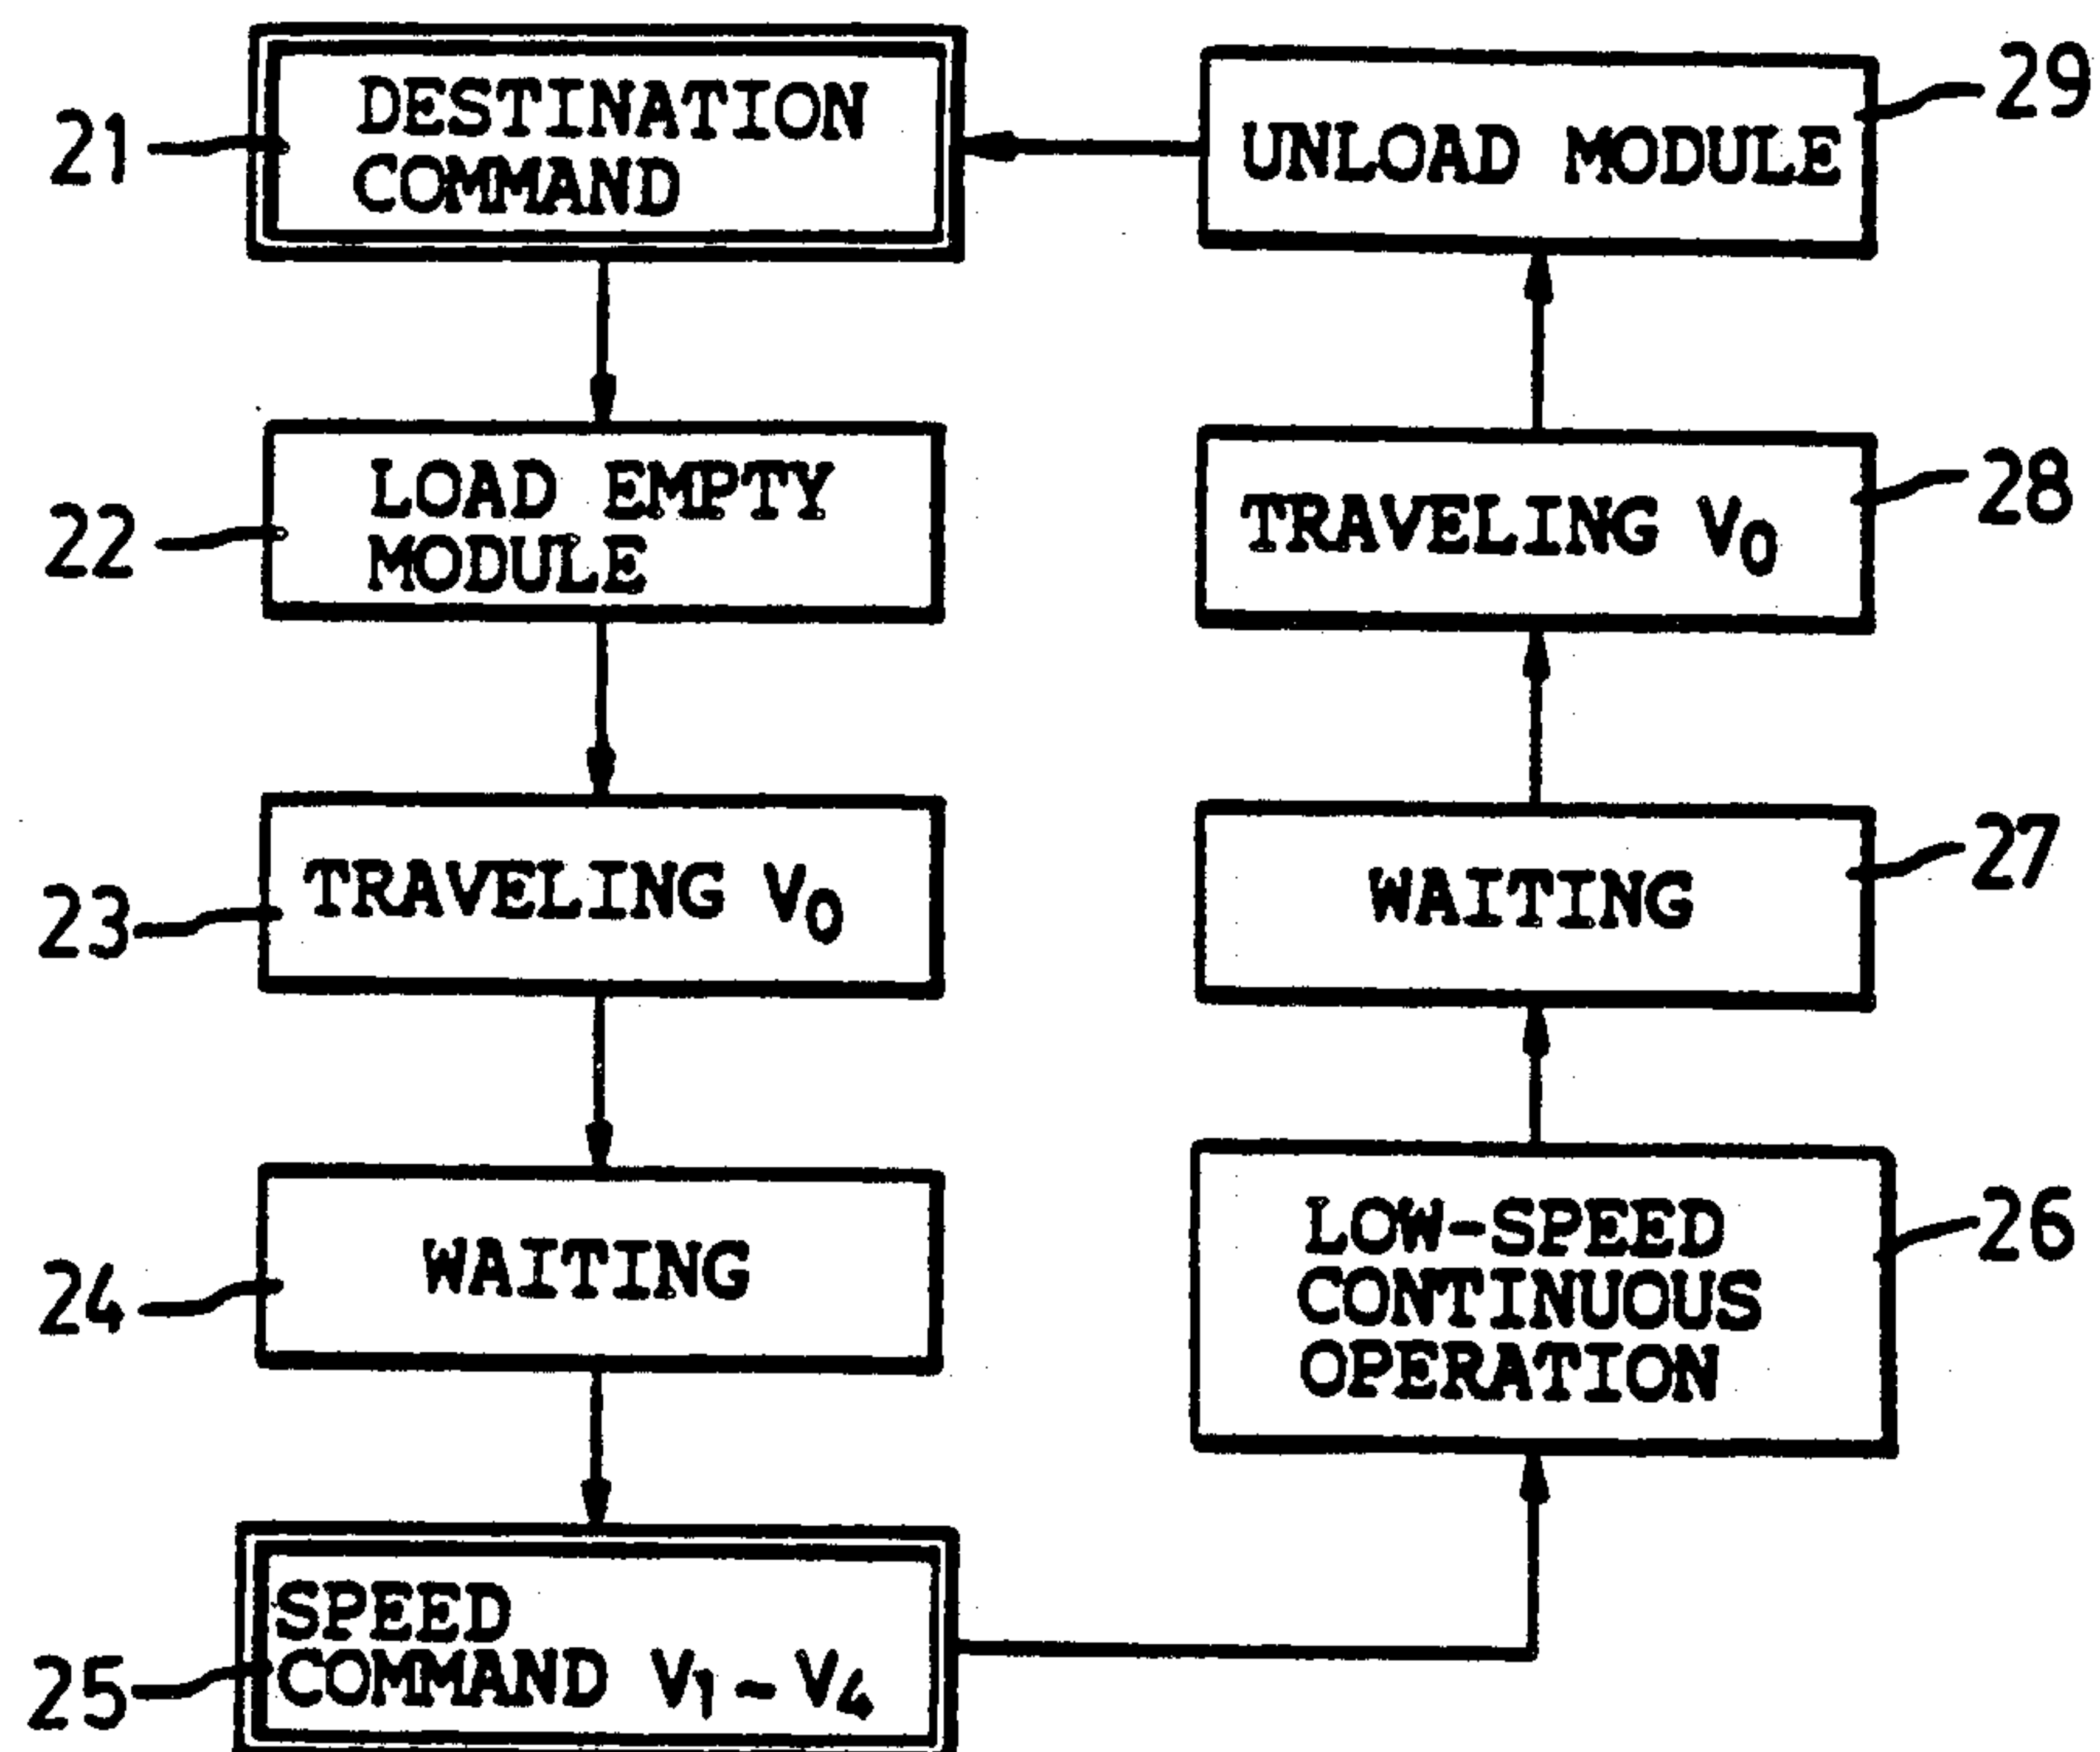 21
DESTINATION
COMMAND
22
LOAD EMPTY
MODULE
23
TRAVELING V₀
24
WAITING
25
SPEED
COMMAND V₁ ~ V₄
26
LOW-SPEED
CONTINUOUS
OPERATION
27
WAITING
28
TRAVELING V₀
29
UNLOAD MODULE